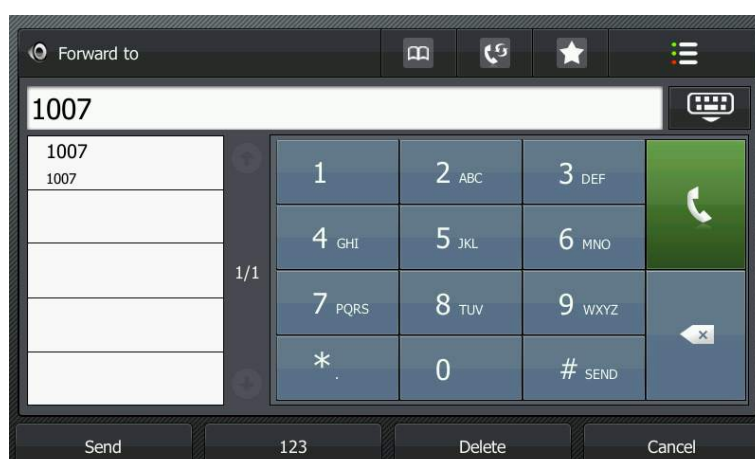 Forward to
1007
1007
1007
1/1
1 2 ABC 3 DEF
4 GHI 5 JKL 6 MNO
7 PQRS 8 TUV 9 WXYZ
* . 0 # SEND
Send 123 Delete Cancel